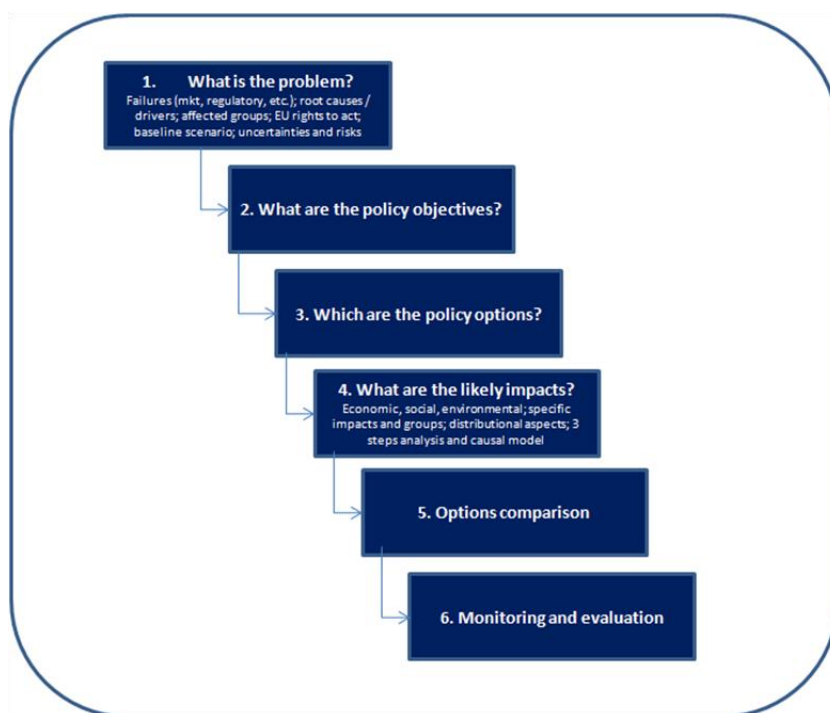 1. What is the problem?
Failures (mkt, regulatory, etc.); root causes /
drivers; affected groups; EU rights to act;
baseline scenario; uncertainties and risks
2. What are the policy objectives?
3. Which are the policy options?
4. What are the likely impacts?
Economic, social, environmental; specific
impacts and groups; distributional aspects; 3
steps analysis and causal model
5. Options comparison
6. Monitoring and evaluation